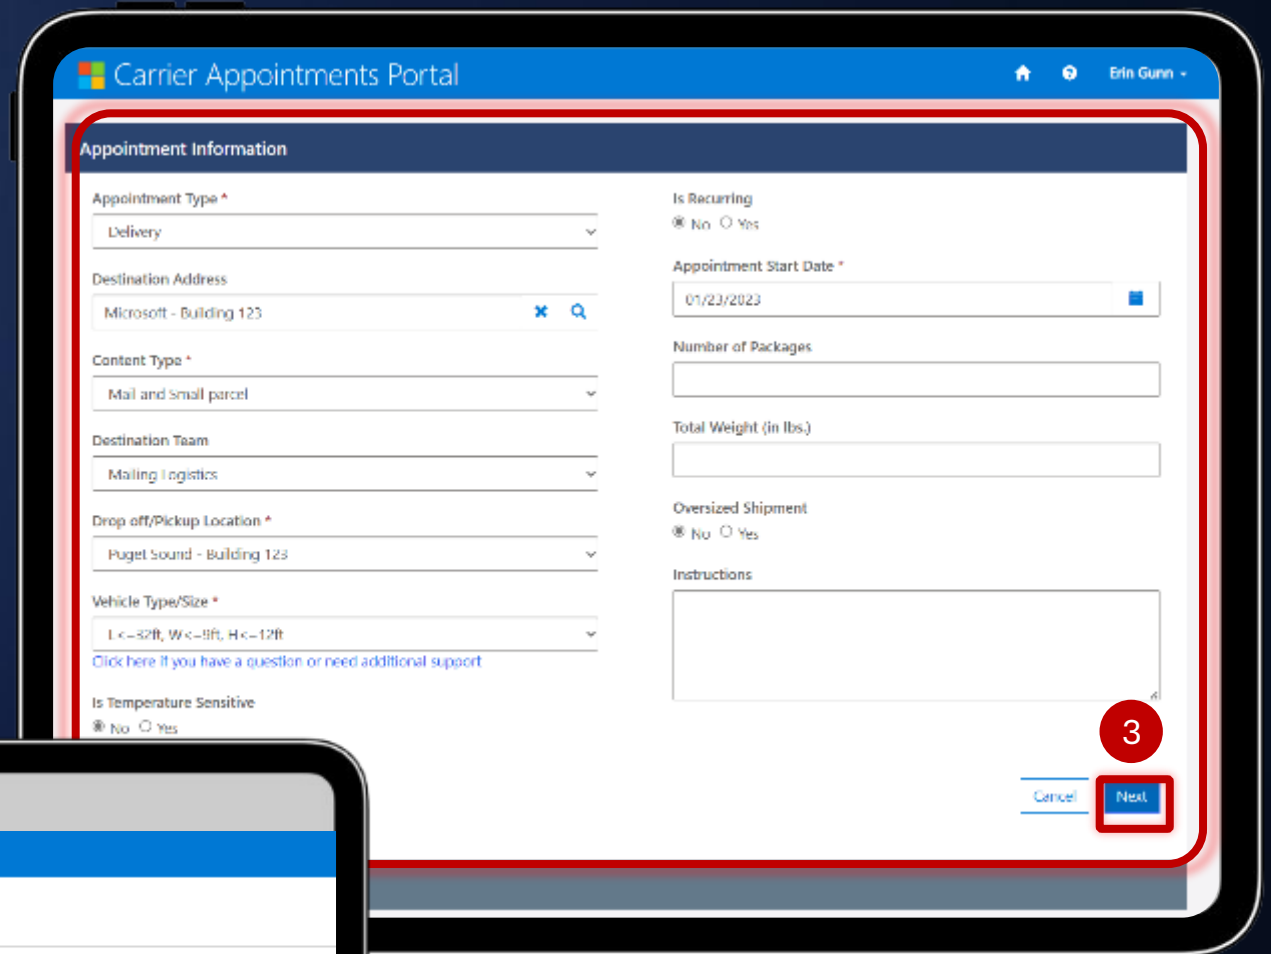 Carrier Appointments Portal
Erin Gunn
Appointment Information
Appointment Type *
Delivery
Destination Address
Microsoft - Building 123
Content Type *
Mail and Small parcel
Destination Team
Mailing Logistics
Drop off/Pickup Location *
Puget Sound - Building 123
Vehicle Type/Size *
L<=32ft, W<=9ft, H<=12ft
Click here if you have a question or need additional support
Is Temperature Sensitive
No Yes
Is Recurring
No Yes
Appointment Start Date *
01/23/2023
Number of Packages
Total Weight (in lbs.)
Oversized Shipment
No Yes
Instructions
3
Cancel Next